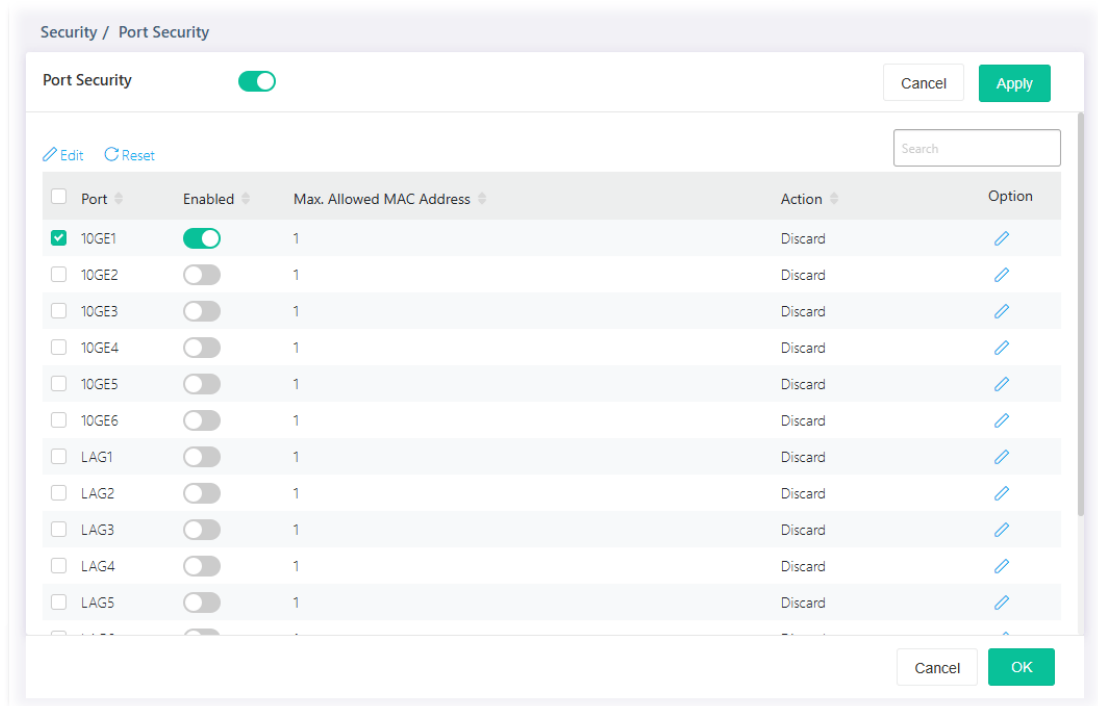 Security / Port Security
Port Security Cancel Apply
Edit Reset Search
Port Enabled Max. Allowed MAC Address Action Option
10GE1 1 Discard
10GE2 1 Discard
10GE3 1 Discard
10GE4 1 Discard
10GE5 1 Discard
10GE6 1 Discard
LAG1 1 Discard
LAG2 1 Discard
LAG3 1 Discard
LAG4 1 Discard
LAG5 1 Discard
Cancel OK